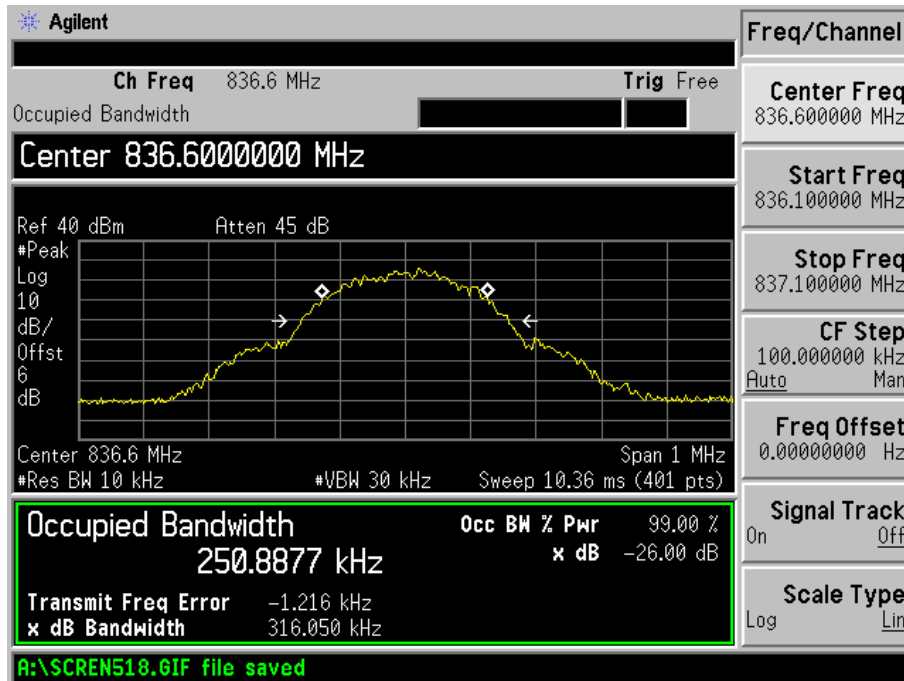 Agilent
Freq/Channel
Ch Freq 836.6 MHz Trig Free
Occupied Bandwidth
Center 836.6000000 MHz
Ref 40 dBm Atten 45 dB
#Peak
Log
10
dB/
Offst
6
dB
Center 836.6 MHz Span 1 MHz
#Res BW 10 kHz #VBW 30 kHz Sweep 10.36 ms (401 pts)
Occupied Bandwidth
250.8877 kHz
Occ BW % Pwr 99.00 %
x dB -26.00 dB
Transmit Freq Error -1.216 kHz
x dB Bandwidth 316.050 kHz
A:\SCREN518.GIF file saved
Center Freq
836.600000 MHz
Start Freq
836.100000 MHz
Stop Freq
837.100000 MHz
CF Step
100.000000 kHz
Auto Man
Freq Offset
0.00000000 Hz
Signal Track
On Off
Scale Type
Log Lin